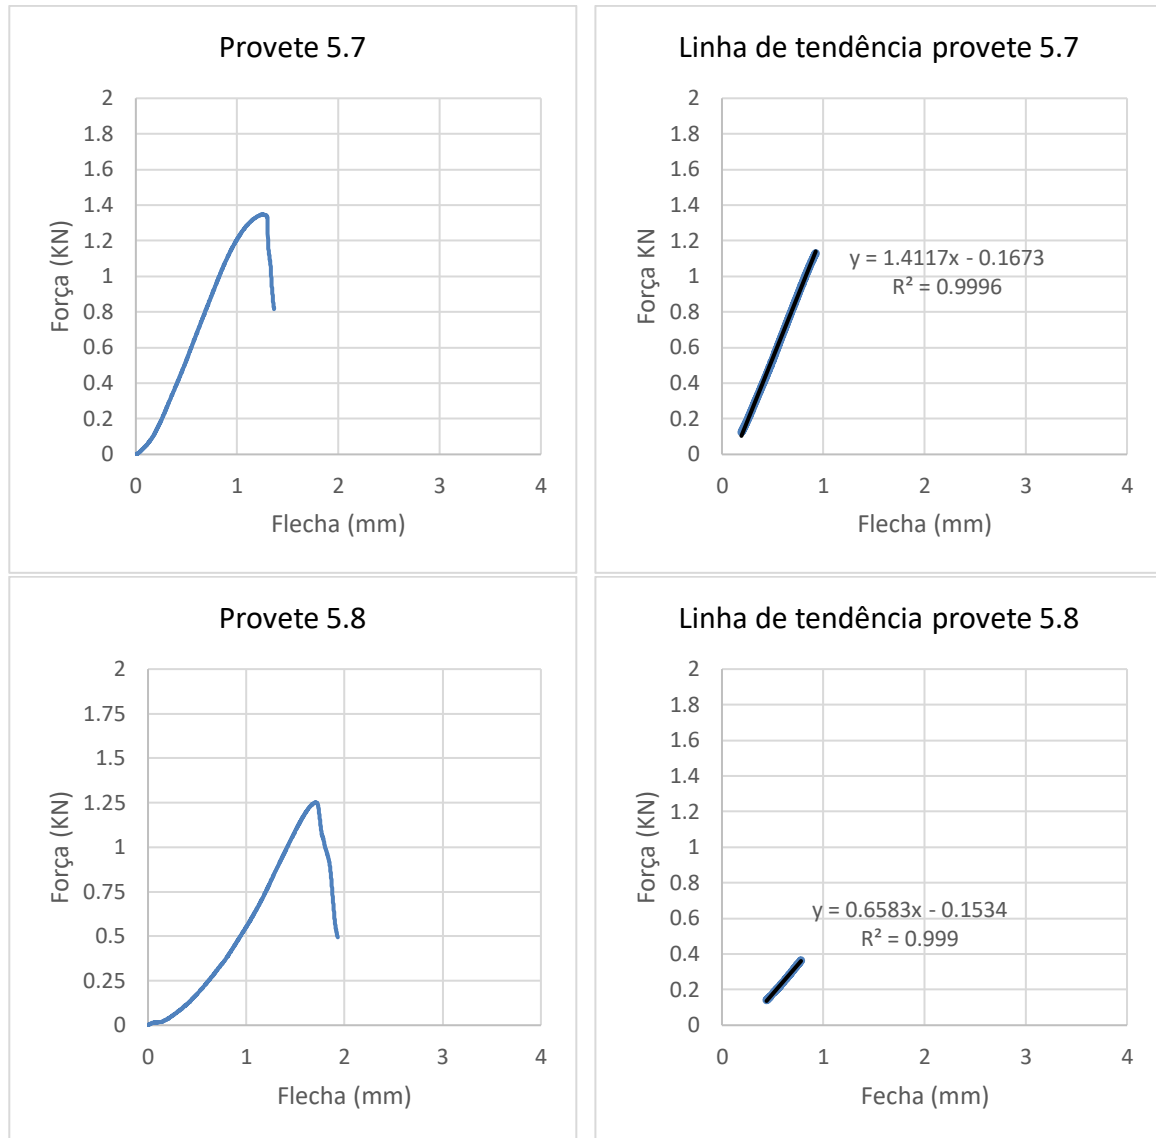 Provete 5.7
2
1.8
1.6
1.4
1.2
1
0.8
0.6
0.4
0.2
0
0 1 2 3 4
Força (KN)
Flecha (mm)
Linha de tendência provete 5.7
2
1.8
1.6
1.4
1.2
1
0.8
0.6
0.4
0.2
0
0 1 2 3 4
Força KN
Flecha (mm)
y = 1.4117x - 0.1673
R² = 0.9996
Provete 5.8
2
1.75
1.5
1.25
1
0.75
0.5
0.25
0
0 1 2 3 4
Força (KN)
Flecha (mm)
Linha de tendência provete 5.8
2
1.8
1.6
1.4
1.2
1
0.8
0.6
0.4
0.2
0
0 1 2 3 4
Força (KN)
Fecha (mm)
y = 0.6583x - 0.1534
R² = 0.999